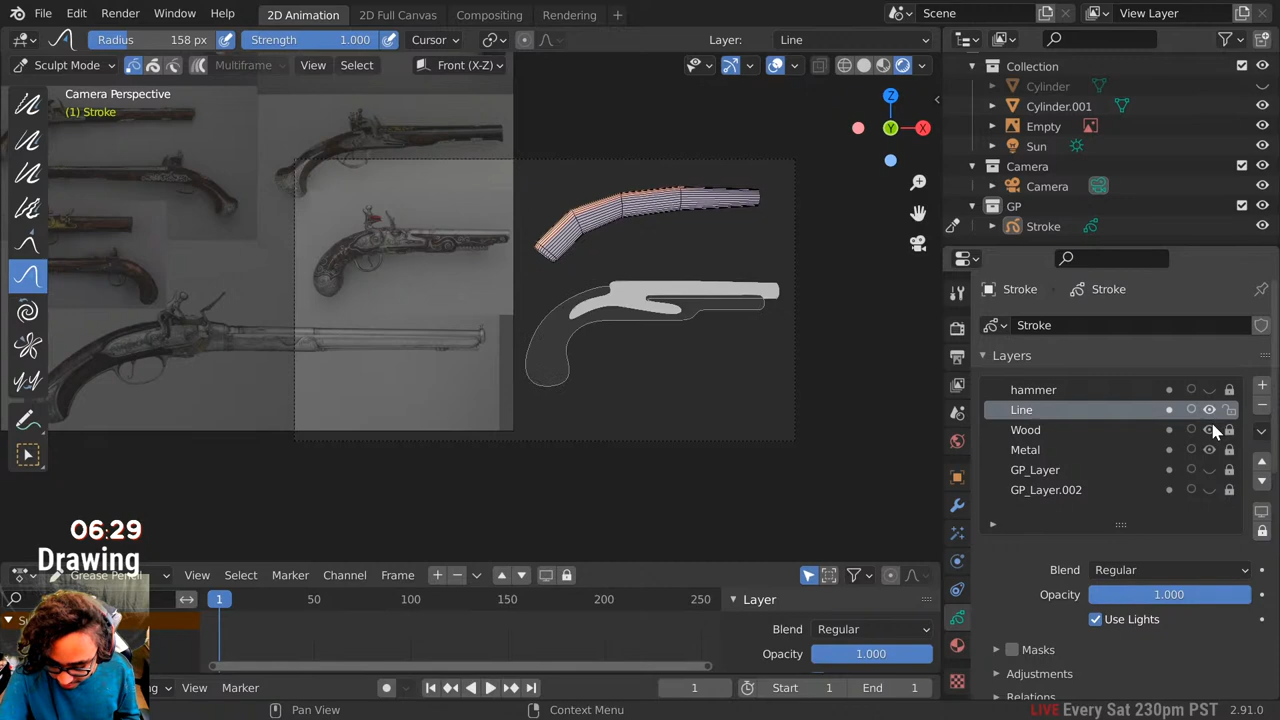 File Edit Render Window Help 2D Animation 2D Full Canvas Compositing Rendering + Scene View Layer
Radius 158 px Strength 1.000 Cursor Layer: Line
Sculpt Mode Multiframe View Select Front (X-Z)
Camera Perspective
(1) Stroke
Z
Y
X
Collection
Cylinder
Cylinder.001
Empty
Sun
Camera
Camera
GP
Stroke
Stroke Stroke
Stroke
Layers
hammer
Line
Wood
Metal
GP_Layer
GP_Layer.002
Blend Regular
Opacity 1.000
Use Lights
Masks
Adjustments
Relations
06:29
Drawing
Grease Pencil View Select Marker Channel Frame
1 50 100 150 200 250
Layer
Blend Regular
Opacity 1.000
View Marker 1 Start 1 End 1
Pan View Context Menu
LIVE Every Sat 230pm PST 2.91.0